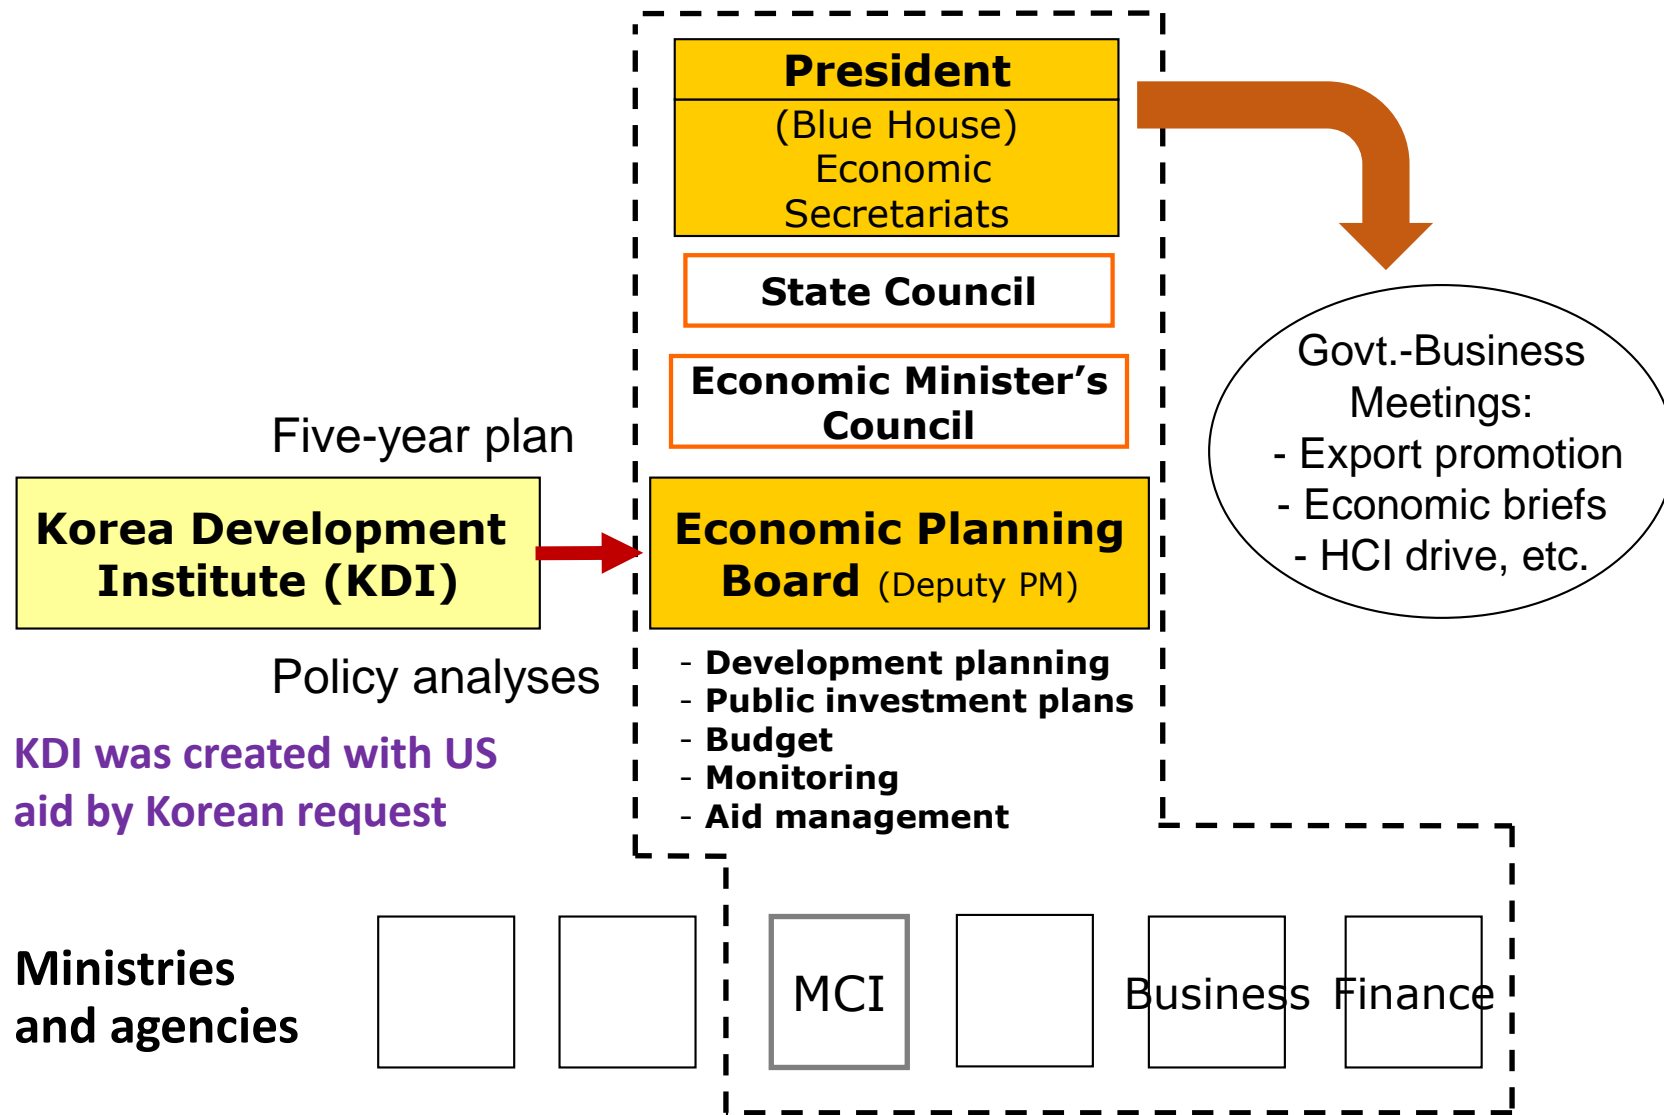 President
(Blue House)
Economic
Secretariats
State Council
Economic Minister’s
Council
Five-year plan
Korea Development
Institute (KDI)
Policy analyses
KDI was created with US
aid by Korean request
Economic Planning
Board (Deputy PM)
- Development planning
- Public investment plans
- Budget
- Monitoring
- Aid management
Govt.-Business
Meetings:
- Export promotion
- Economic briefs
- HCI drive, etc.
Ministries
and agencies
MCI
Business
Finance